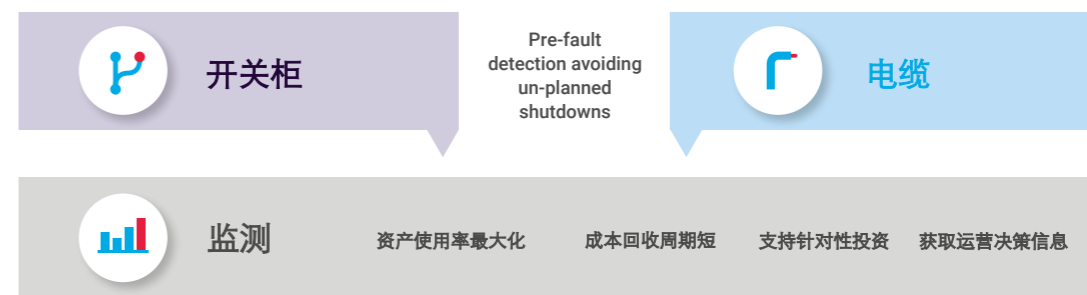 开关柜
Pre-fault
detection avoiding
un-planned
shutdowns
电缆
监测
资产使用率最大化
成本回收周期短
支持针对性投资
获取运营决策信息